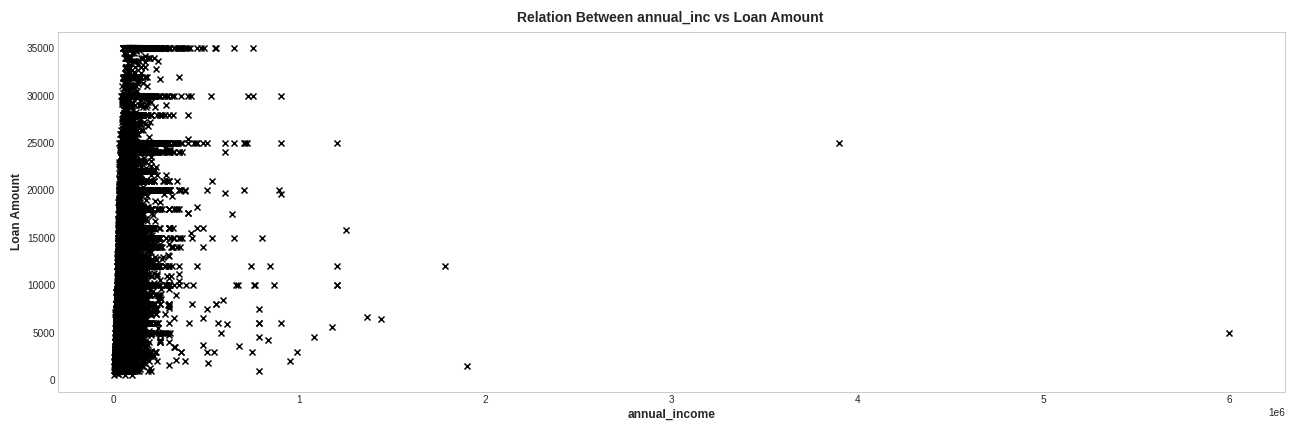 Relation Between annual_inc vs Loan Amount
Loan Amount
35000
30000
25000
20000
15000
10000
5000
0
0 1 2 3 4 5 6
1e6
annual_income